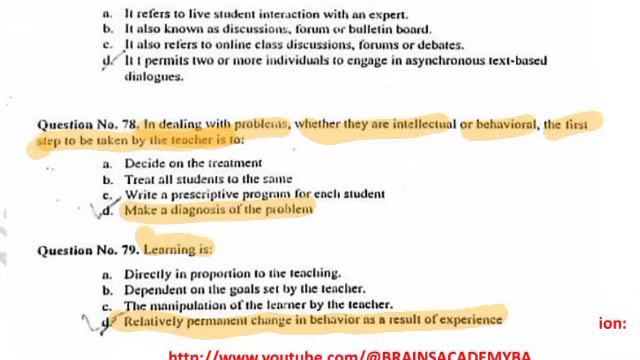 a. It refers to live student interaction with an expert.
b. It also known as discussions, forum or bulletin board.
c. It also refers to online class discussions, forums or debates.
d. It t permits two or more individuals to engage in asynchronous text-based
dialogues.
Question No. 78. In dealing with problems, whether they are intellectual or behavioral, the first
step to be taken by the teacher is to:
a. Decide on the treatment
b. Treat all students to the same
c. Write a prescriptive program for each student
d. Make a diagnosis of the problem
Question No. 79. Learning is:
a. Directly in proportion to the teaching.
b. Dependent on the goals set by the teacher.
c. The manipulation of the learner by the teacher.
d. Relatively permanent change in behavior as a result of experience
ion:
http://www.youtube.com/@BRAINSACADEMYBA